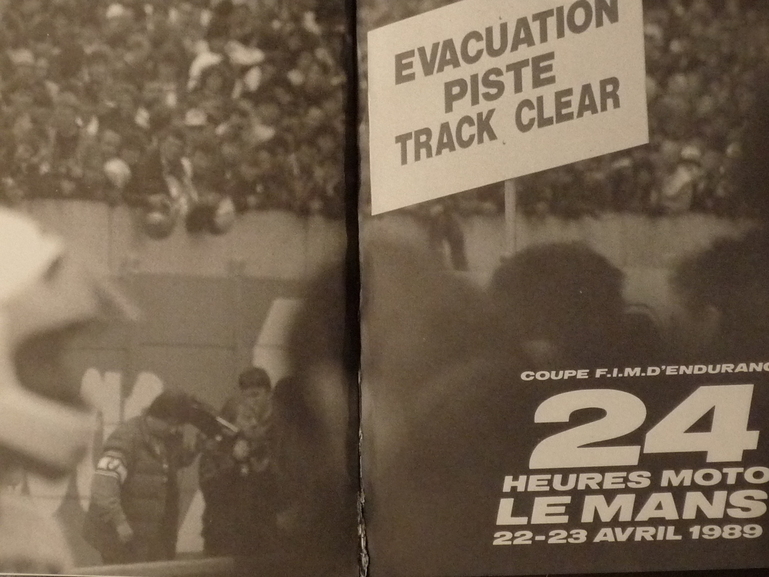 EVACUATION
PISTE
TRACK CLEAR
COUPE F.I.M.D'ENDURANC
24
HEURES MOTO
LE MANS
22-23 AVRIL 1989